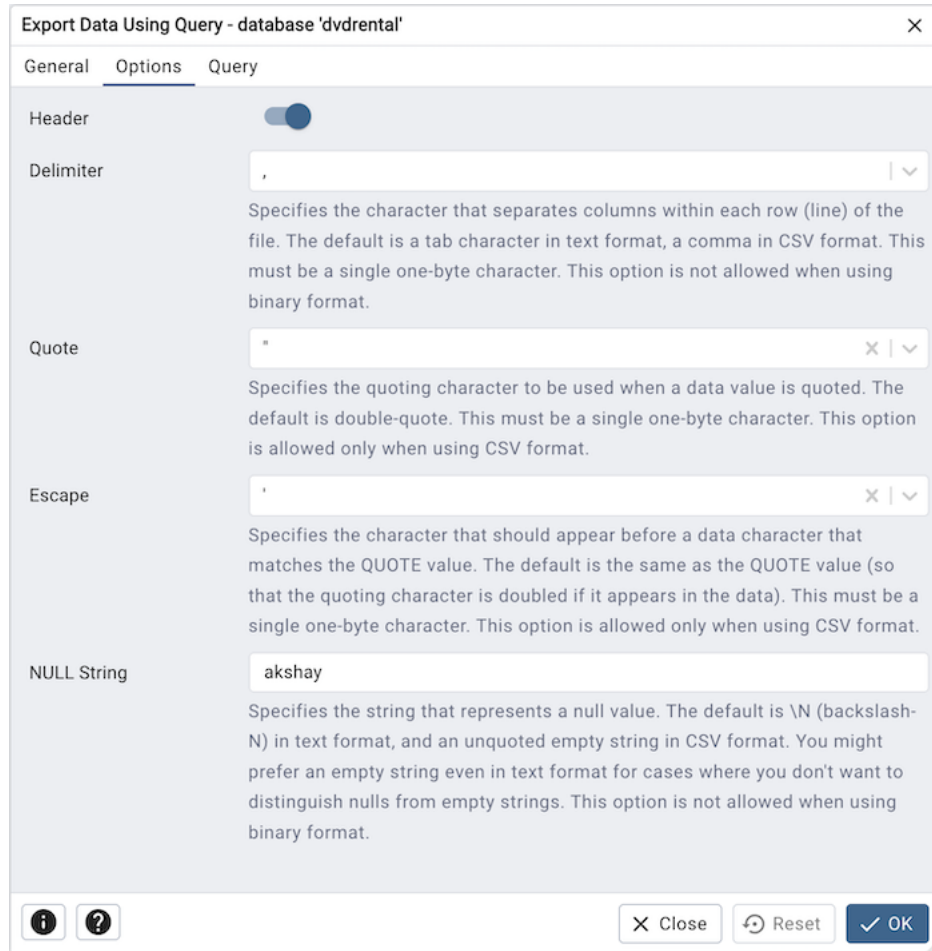 Export Data Using Query - database 'dvdrental'
General Options Query
Header
Delimiter ,
Specifies the character that separates columns within each row (line) of the
file. The default is a tab character in text format, a comma in CSV format. This
must be a single one-byte character. This option is not allowed when using
binary format.
Quote "
Specifies the quoting character to be used when a data value is quoted. The
default is double-quote. This must be a single one-byte character. This option
is allowed only when using CSV format.
Escape '
Specifies the character that should appear before a data character that
matches the QUOTE value. The default is the same as the QUOTE value (so
that the quoting character is doubled if it appears in the data). This must be a
single one-byte character. This option is allowed only when using CSV format.
NULL String akshay
Specifies the string that represents a null value. The default is \N (backslash-
N) in text format, and an unquoted empty string in CSV format. You might
prefer an empty string even in text format for cases where you don't want to
distinguish nulls from empty strings. This option is not allowed when using
binary format.
Close Reset OK